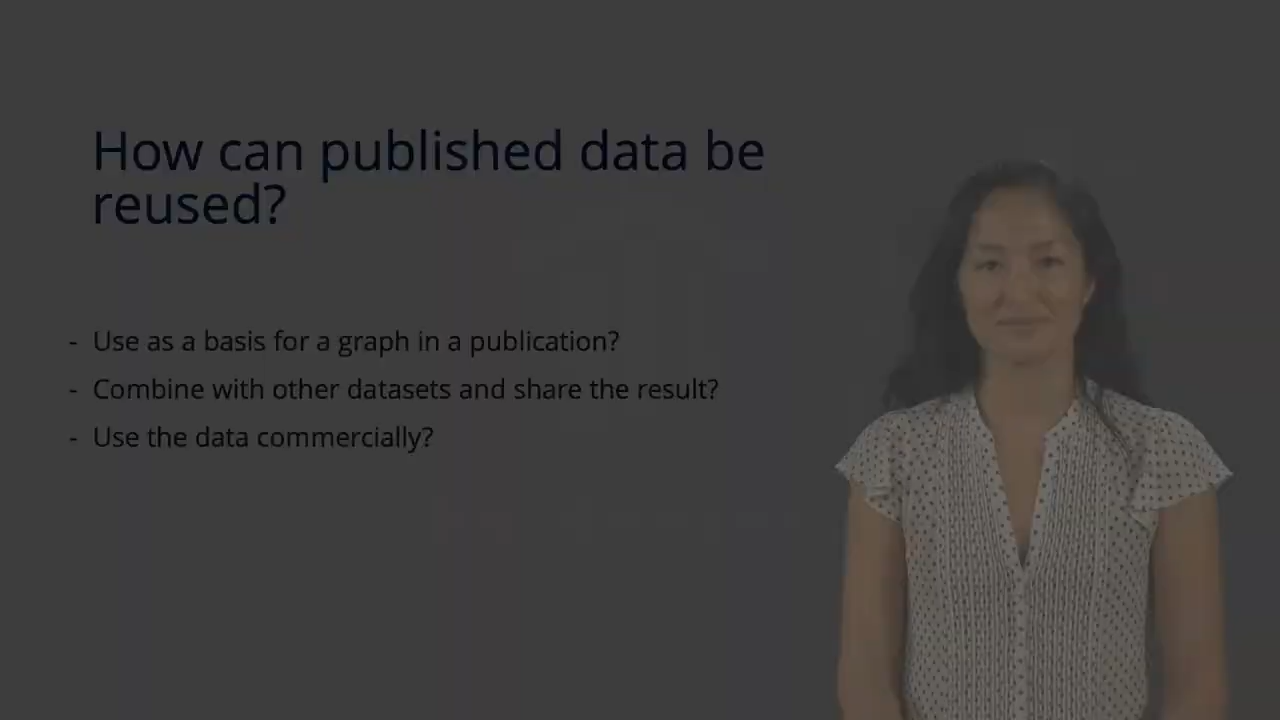 How can published data be
reused?
- Use as a basis for a graph in a publication?
- Combine with other datasets and share the result?
- Use the data commercially?